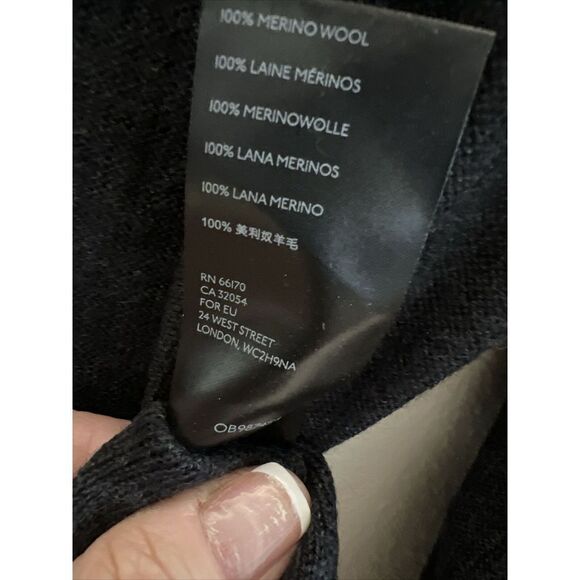 100% MERINO WOOL
100% LAINE MÉRINOS
100% MERINOWOLLE
100% LANA MERINOS
100% LANA MERINO
100% 美利奴羊毛
RN 66170
CA 32054
FOR EU
24 WEST STREET
LONDON, WC2H9NA